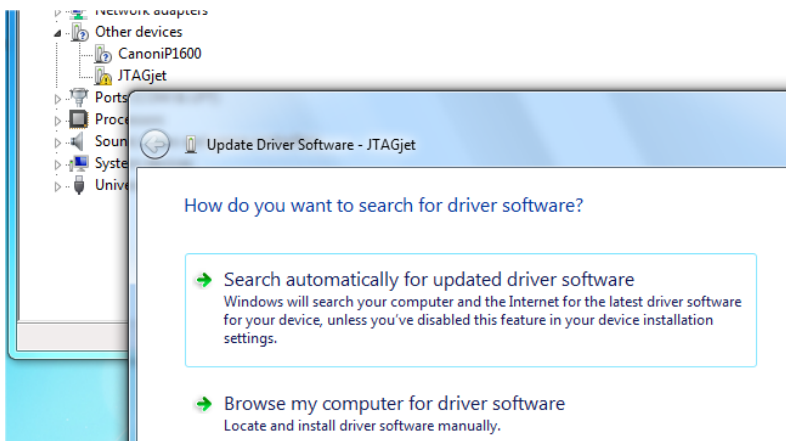 Network adapters
Other devices
CanoniP1600
JTAGjet
Ports
Proce
Soun
Syste
Unive
Update Driver Software - JTAGjet
How do you want to search for driver software?
Search automatically for updated driver software
Windows will search your computer and the Internet for the latest driver software
for your device, unless you've disabled this feature in your device installation
settings.
Browse my computer for driver software
Locate and install driver software manually.